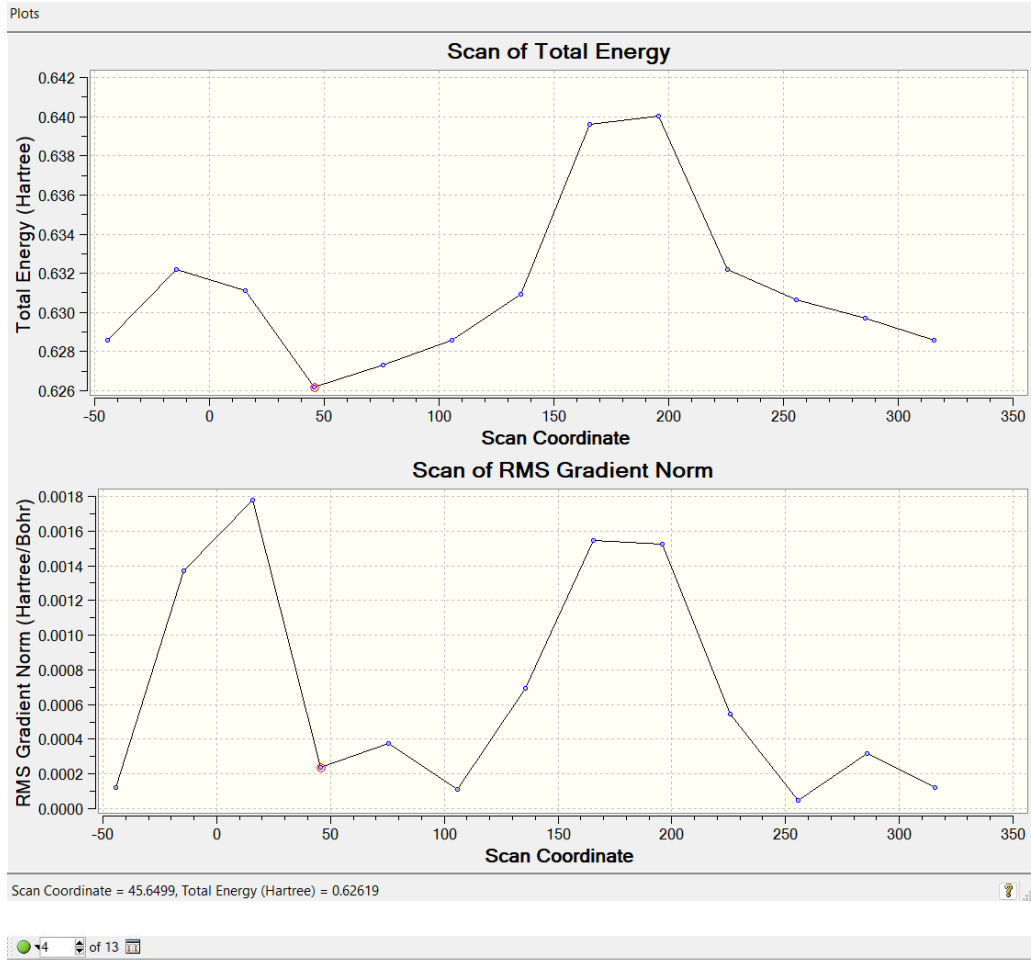 Plots
Scan of Total Energy
0.642
0.640
0.638
0.636
0.634
0.632
0.630
0.628
0.626
Total Energy (Hartree)
-50 0 50 100 150 200 250 300 350
Scan Coordinate
Scan of RMS Gradient Norm
0.0018
0.0016
0.0014
0.0012
0.0010
0.0008
0.0006
0.0004
0.0002
0.0000
RMS Gradient Norm (Hartree/Bohr)
-50 0 50 100 150 200 250 300 350
Scan Coordinate
Scan Coordinate = 45.6499, Total Energy (Hartree) = 0.62619
?
4 of 13